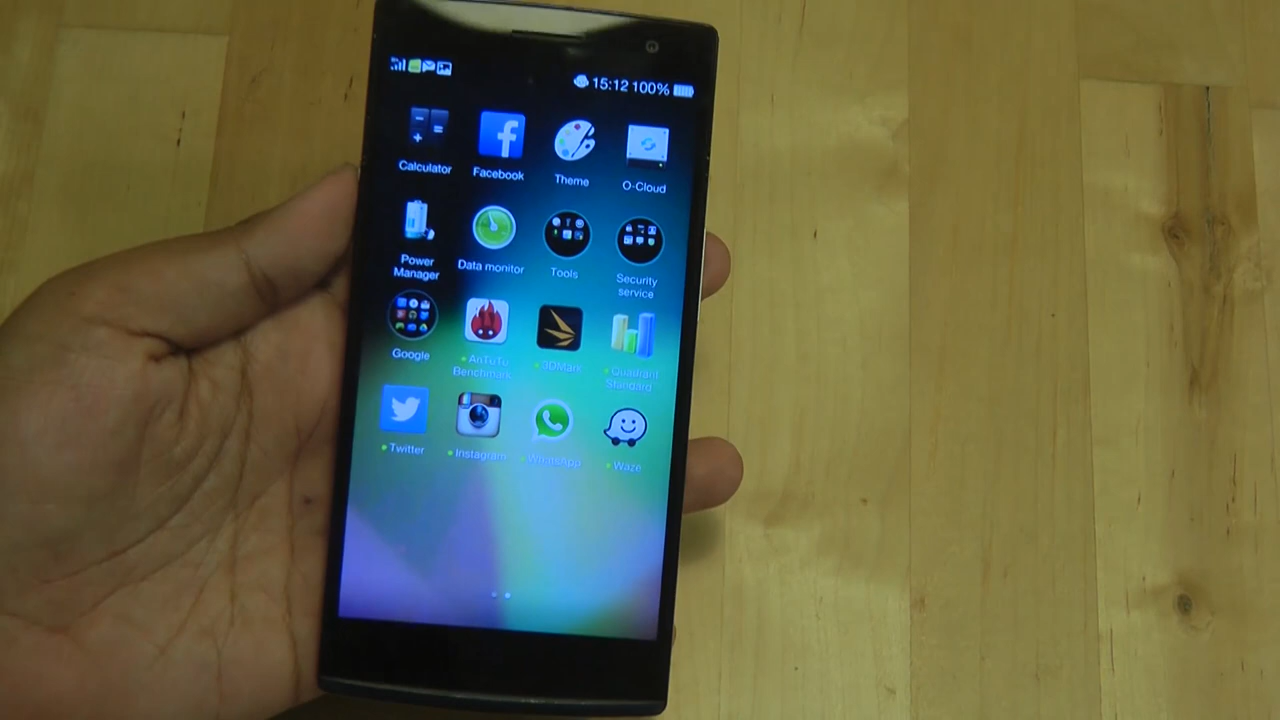 15:12 100%
Calculator
Facebook
Theme
O-Cloud
Power
Manager
Data monitor
Tools
Security
service
Google
AnTuTu
Benchmark
3DMark
Quadrant
Standard
Twitter
Instagram
WhatsApp
Waze